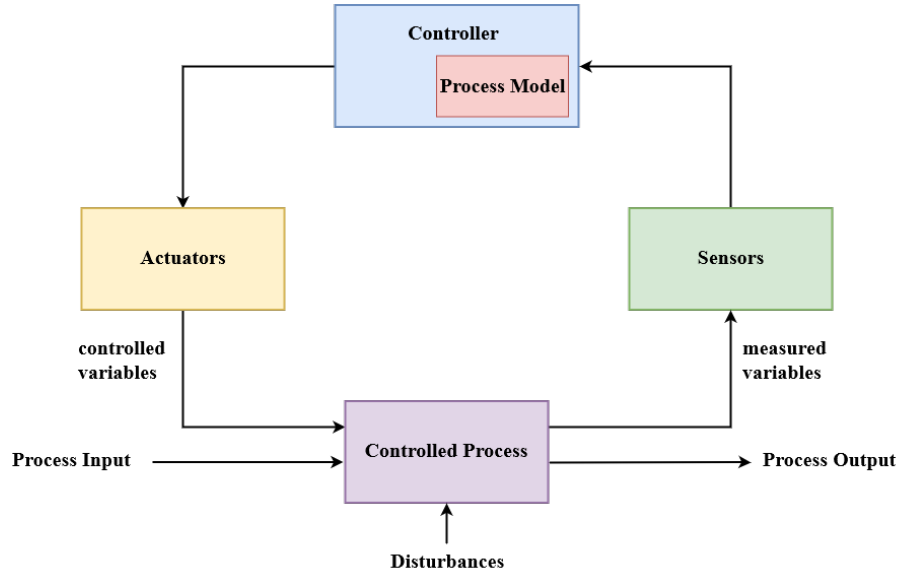 Controller
Process Model
Actuators
Sensors
controlled
variables
measured
variables
Controlled Process
Process Input
Process Output
Disturbances